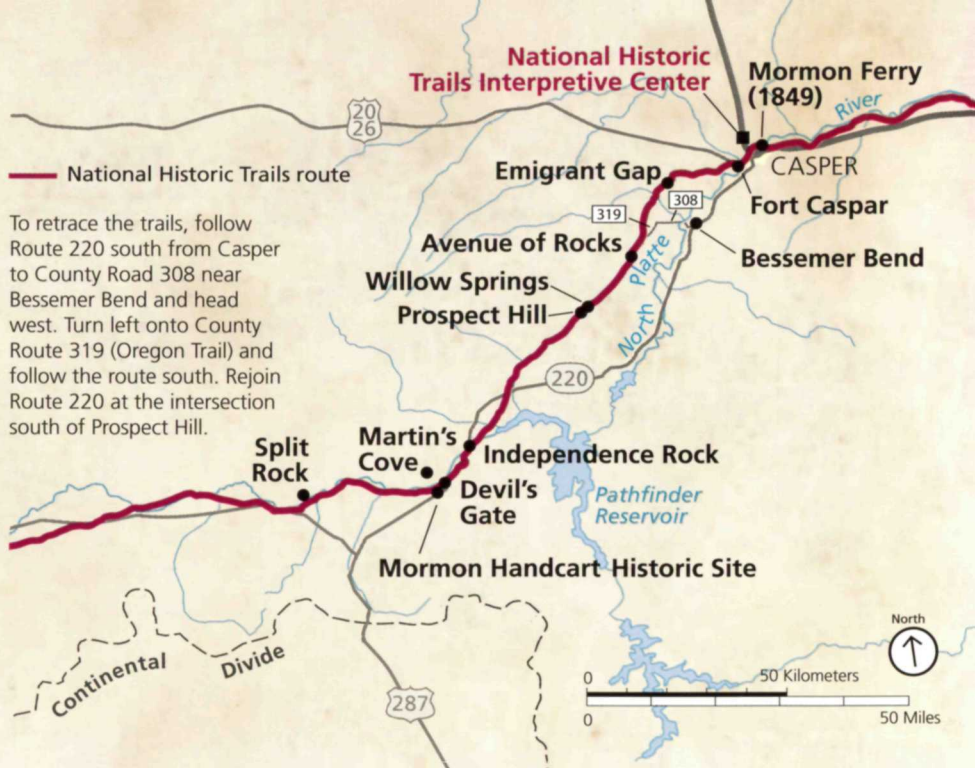 National Historic
Trails Interpretive Center
Mormon Ferry
(1849)
River
20
26
National Historic Trails route
Emigrant Gap
CASPER
308
319
Fort Caspar
To retrace the trails, follow
Route 220 south from Casper
to County Road 308 near
Bessemer Bend and head
west. Turn left onto County
Route 319 (Oregon Trail) and
follow the route south. Rejoin
Route 220 at the intersection
south of Prospect Hill.
Avenue of Rocks
Bessemer Bend
Willow Springs
Prospect Hill
North Platte
220
Martin's
Cove
Split
Rock
Independence Rock
Devil's
Gate
Pathfinder
Reservoir
Mormon Handcart Historic Site
Continental Divide
287
North
0 50 Kilometers
0 50 Miles